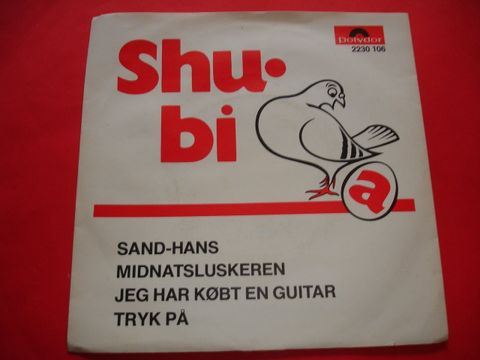 polydor
2230 106
Shu·
bi
a
SAND-HANS
MIDNATSLUSKEREN
JEG HAR KØBT EN GUITAR
TRYK PÅ